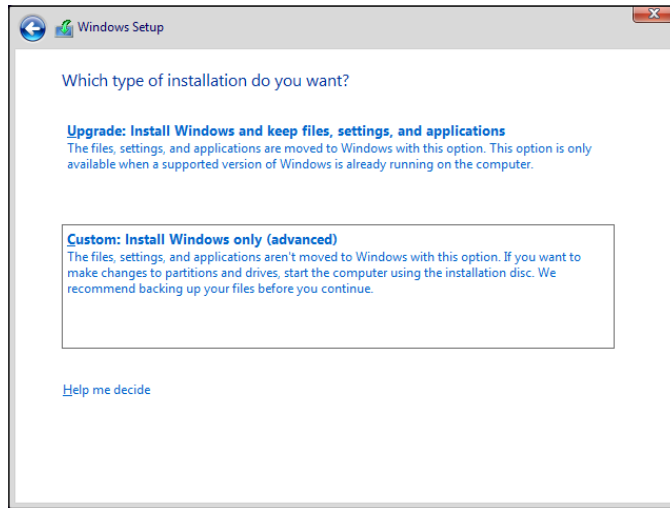 Windows Setup
Which type of installation do you want?
Upgrade: Install Windows and keep files, settings, and applications
The files, settings, and applications are moved to Windows with this option. This option is only
available when a supported version of Windows is already running on the computer.
Custom: Install Windows only (advanced)
The files, settings, and applications aren't moved to Windows with this option. If you want to
make changes to partitions and drives, start the computer using the installation disc. We
recommend backing up your files before you continue.
Help me decide